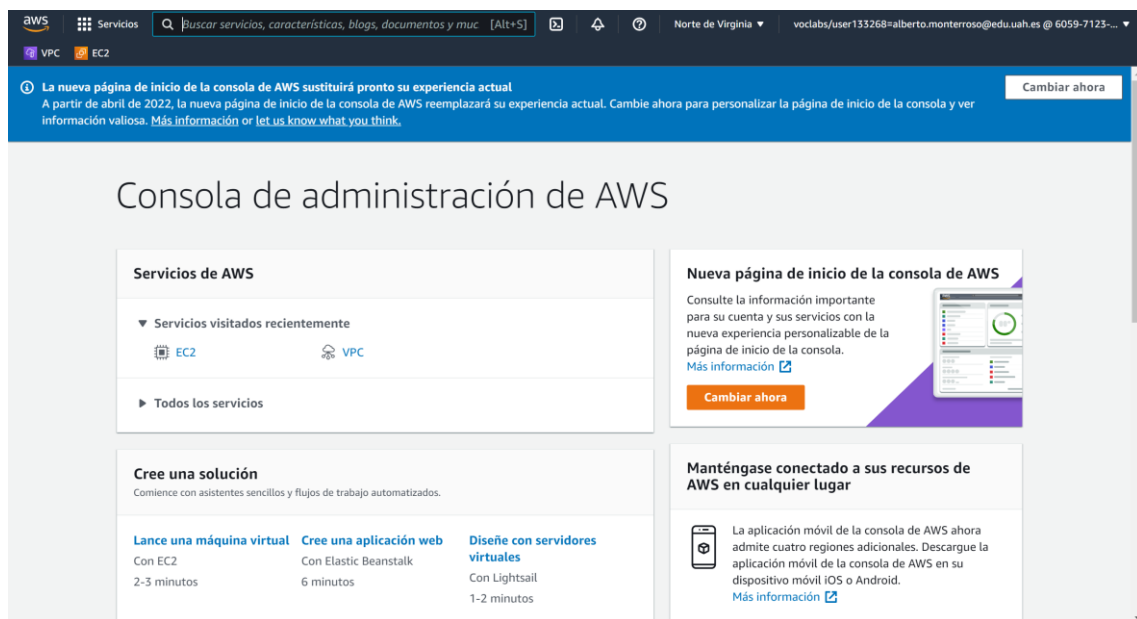 aws Servicios Buscar servicios, características, blogs, documentos y muc [Alt+S] Norte de Virginia ▼ voclabs/user133268=alberto.monterroso@edu.uah.es @ 6059-7123-... ▼
VPC EC2
La nueva página de inicio de la consola de AWS sustituirá pronto su experiencia actual
A partir de abril de 2022, la nueva página de inicio de la consola de AWS reemplazará su experiencia actual. Cambie ahora para personalizar la página de inicio de la consola y ver
información valiosa. Más información or let us know what you think.
Cambiar ahora
Consola de administración de AWS
Servicios de AWS
▼ Servicios visitados recientemente
EC2 VPC
▶ Todos los servicios
Cree una solución
Comience con asistentes sencillos y flujos de trabajo automatizados.
Lance una máquina virtual
Con EC2
2-3 minutos
Cree una aplicación web
Con Elastic Beanstalk
6 minutos
Diseñe con servidores
virtuales
Con Lightsail
1-2 minutos
Nueva página de inicio de la consola de AWS
Consulte la información importante
para su cuenta y sus servicios con la
nueva experiencia personalizable de la
página de inicio de la consola.
Más información
Cambiar ahora
Manténgase conectado a sus recursos de
AWS en cualquier lugar
La aplicación móvil de la consola de AWS ahora
admite cuatro regiones adicionales. Descargue la
aplicación móvil de la consola de AWS en su
dispositivo móvil iOS o Android.
Más información